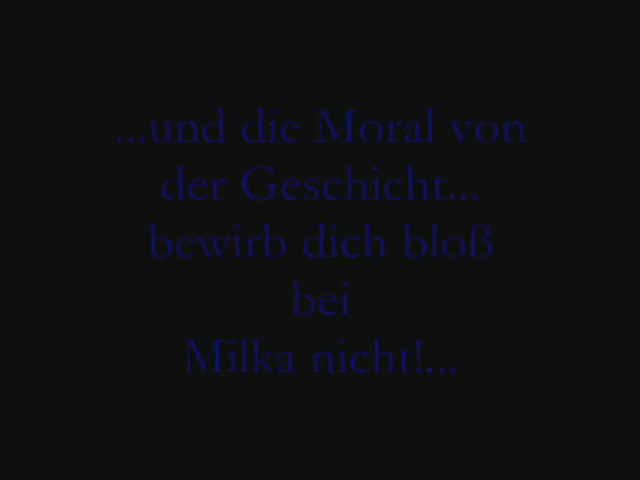 ...und die Moral von
der Geschicht...
bewirb dich bloß
bei
Milka nicht!...